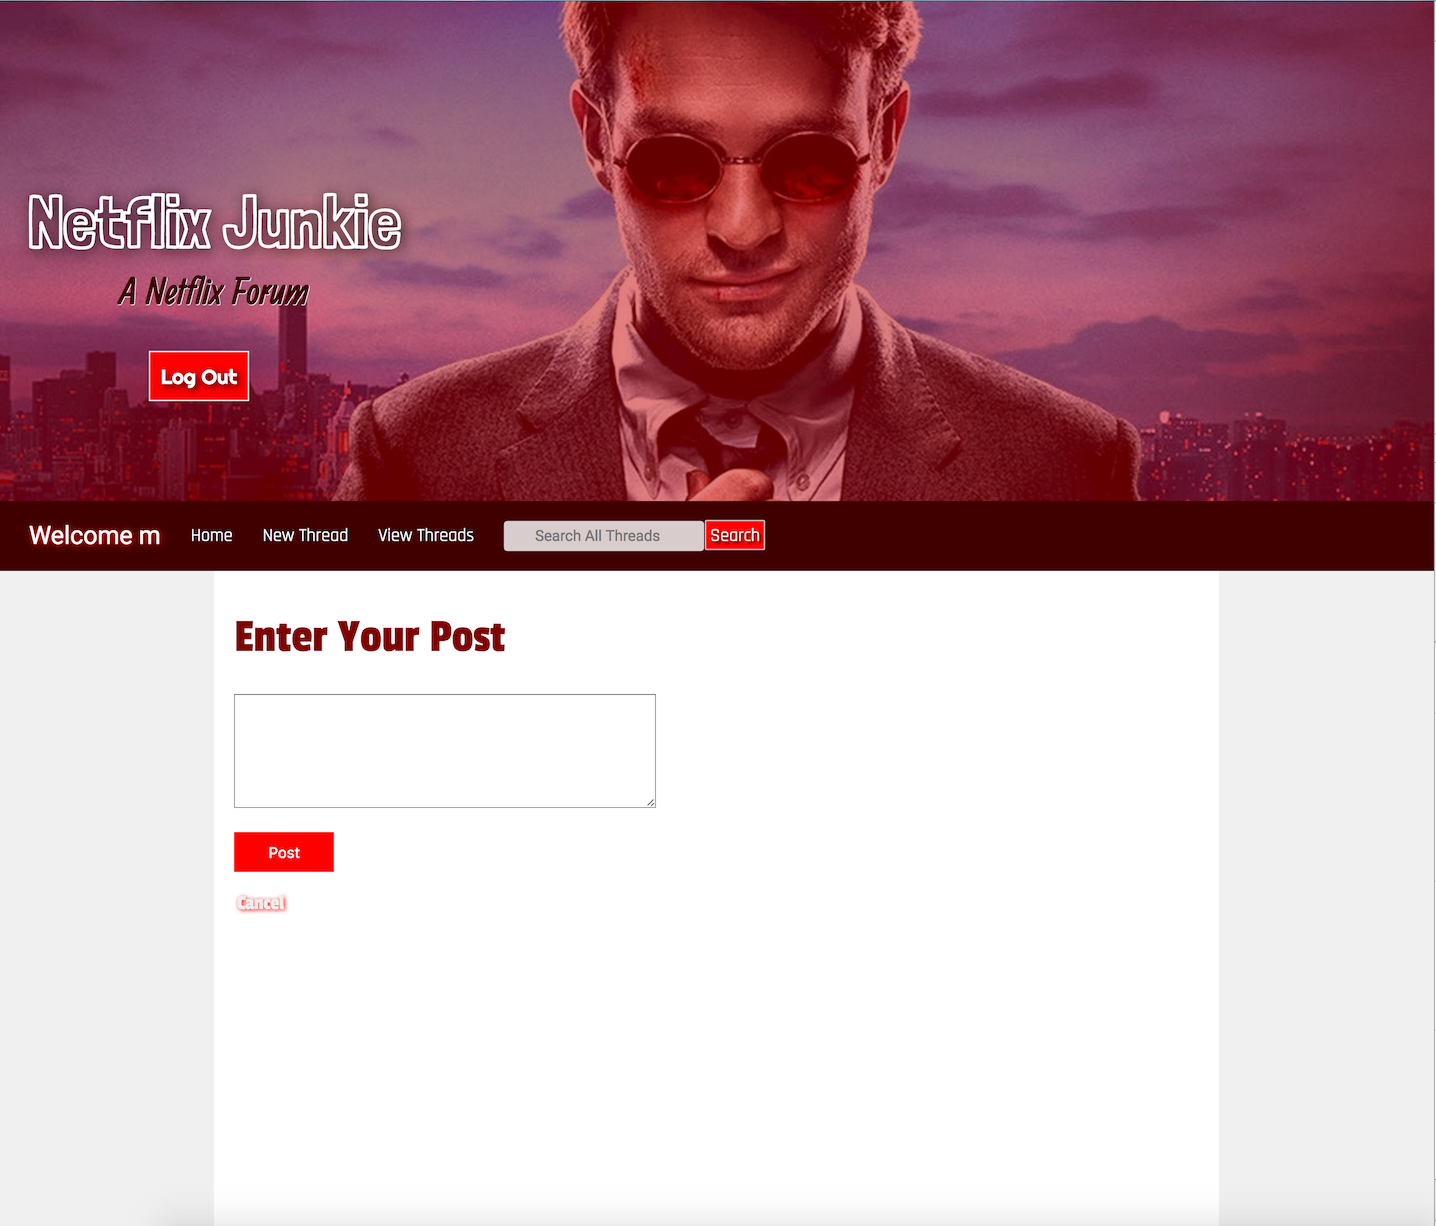 Netflix Junkie
A Netflix Forum
Log Out
Welcome m Home New Thread View Threads Search All Threads Search
Enter Your Post
Post
Cancel